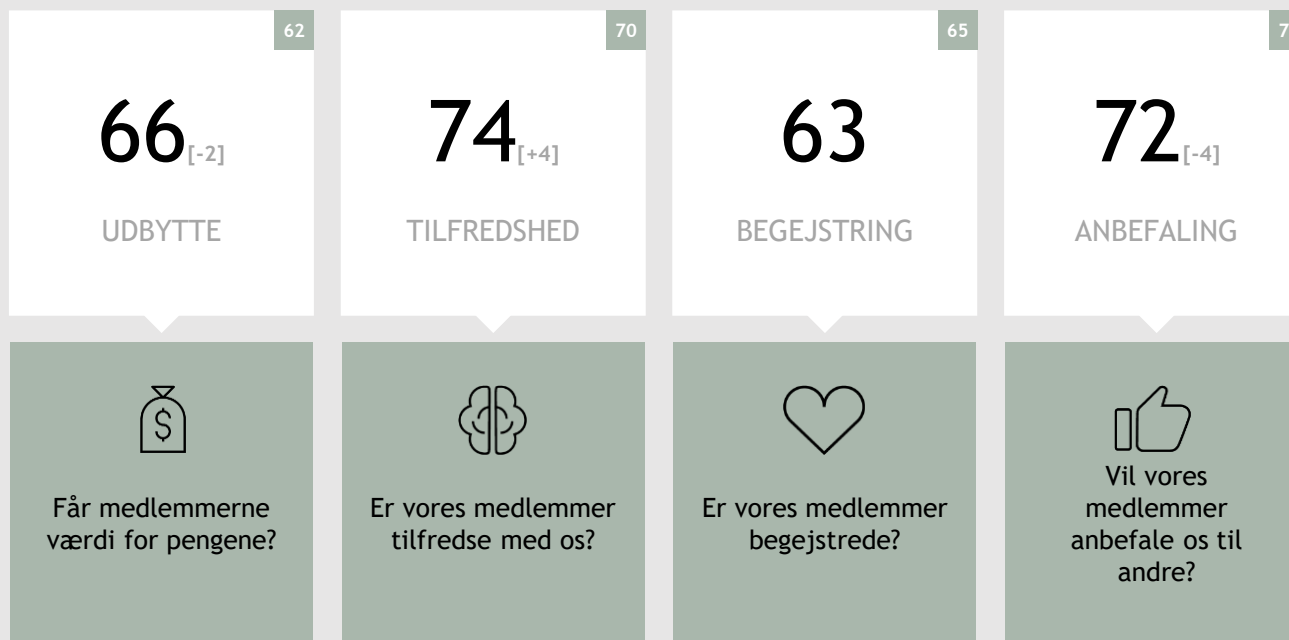 62
66[-2]
UDBYTTE
Får medlemmerne
værdi for pengene?
70
74[+4]
TILFREDSHED
Er vores medlemmer
tilfredse med os?
65
63
BEGEJSTRING
Er vores medlemmer
begejstrede?
72[-4]
ANBEFALING
Vil vores
medlemmer
anbefale os til
andre?